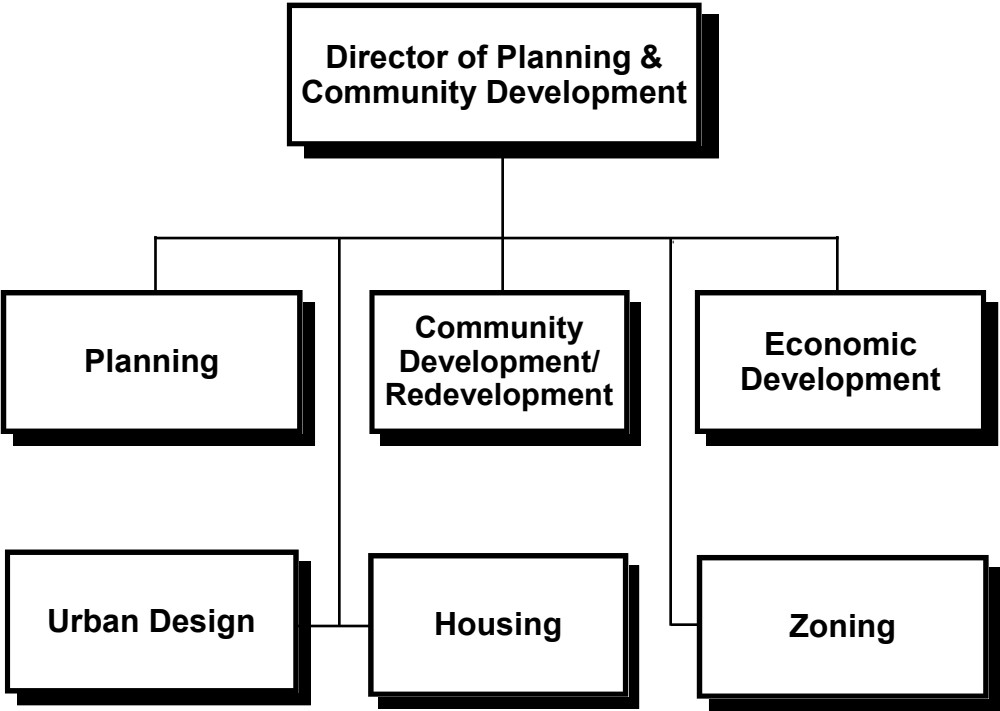 Director of Planning &
Community Development
Planning
Community
Development/
Redevelopment
Economic
Development
Urban Design
Housing
Zoning